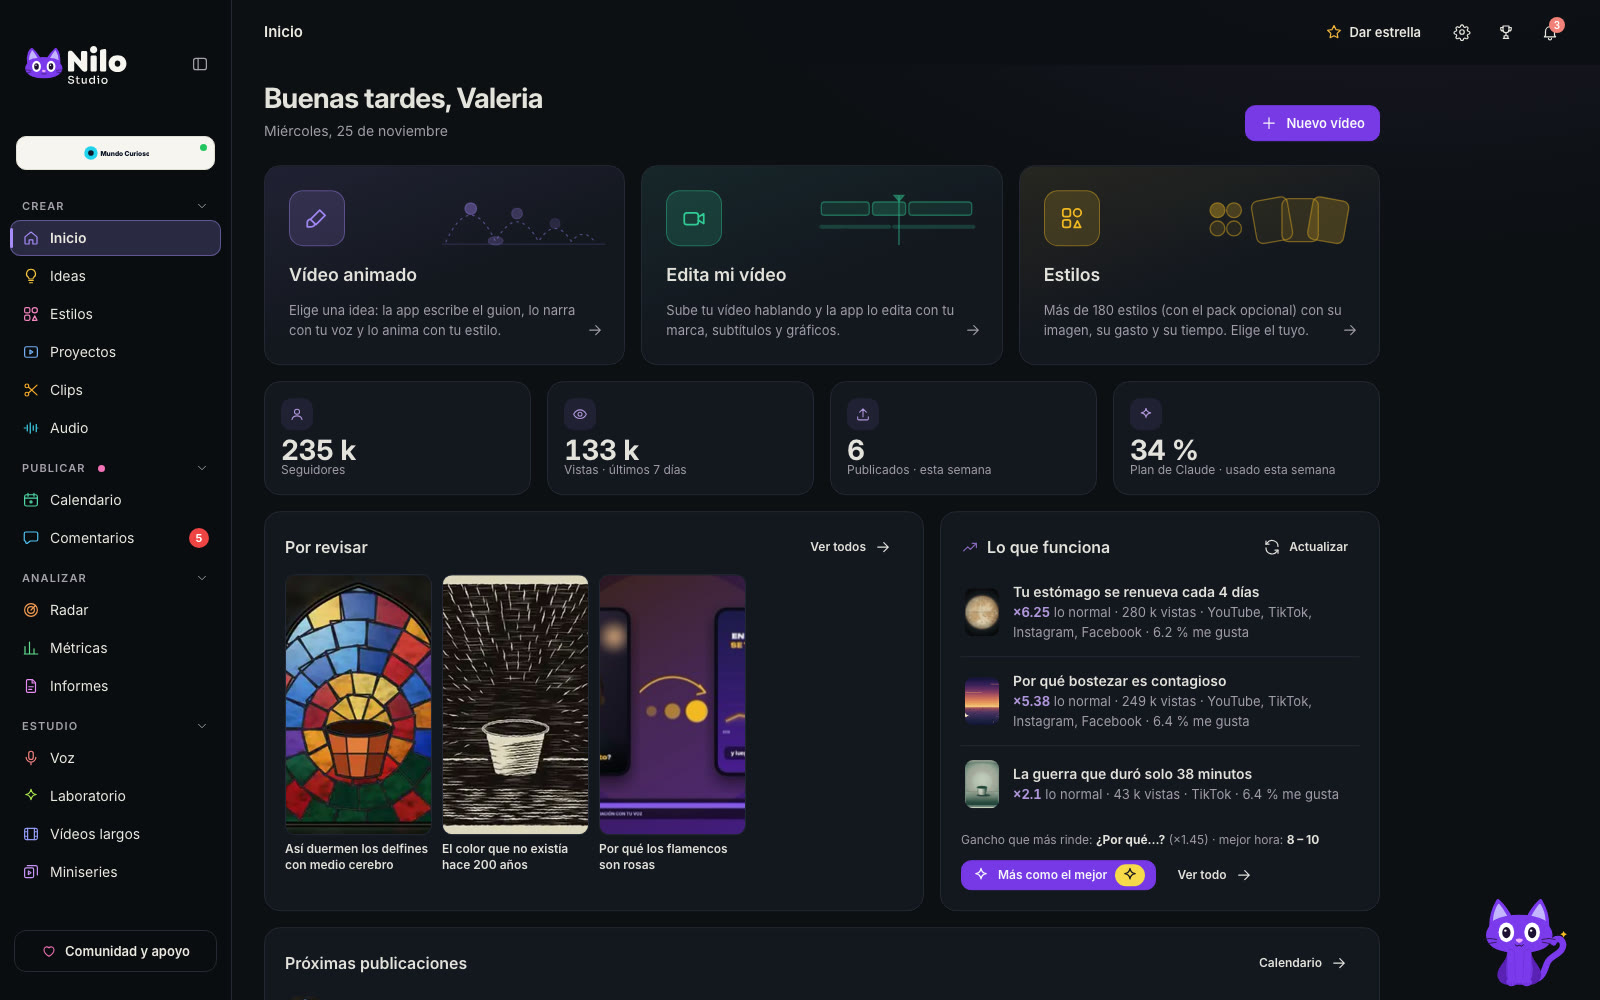 Nilo
Studio
Mundo Curioso
CREAR
Inicio
Ideas
Estilos
Proyectos
Clips
Audio
PUBLICAR
Calendario
Comentarios
5
ANALIZAR
Radar
Métricas
Informes
ESTUDIO
Voz
Laboratorio
Vídeos largos
Miniseries
Comunidad y apoyo
Inicio
Dar estrella
3
Buenas tardes, Valeria
Miércoles, 25 de noviembre
Nuevo vídeo
Vídeo animado
Elige una idea: la app escribe el guion, lo narra
con tu voz y lo anima con tu estilo.
Edita mi vídeo
Sube tu vídeo hablando y la app lo edita con tu
marca, subtítulos y gráficos.
Estilos
Más de 180 estilos (con el pack opcional) con su
imagen, su gasto y su tiempo. Elige el tuyo.
235 k
Seguidores
133 k
Vistas · últimos 7 días
6
Publicados · esta semana
34 %
Plan de Claude · usado esta semana
Por revisar
Ver todos
EN
Así duermen los delfines
con medio cerebro
El color que no existía
hace 200 años
Por qué los flamencos
son rosas
Lo que funciona
Actualizar
Tu estómago se renueva cada 4 días
×6.25 lo normal · 280 k vistas · YouTube, TikTok,
Instagram, Facebook · 6.2 % me gusta
Por qué bostezar es contagioso
×5.38 lo normal · 249 k vistas · YouTube, TikTok,
Instagram, Facebook · 6.4 % me gusta
La guerra que duró solo 38 minutos
×2.1 lo normal · 43 k vistas · TikTok · 6.4 % me gusta
Gancho que más rinde: ¿Por qué...? (×1.45) · mejor hora: 8–10
Más como el mejor
Ver todo
Próximas publicaciones
Calendario